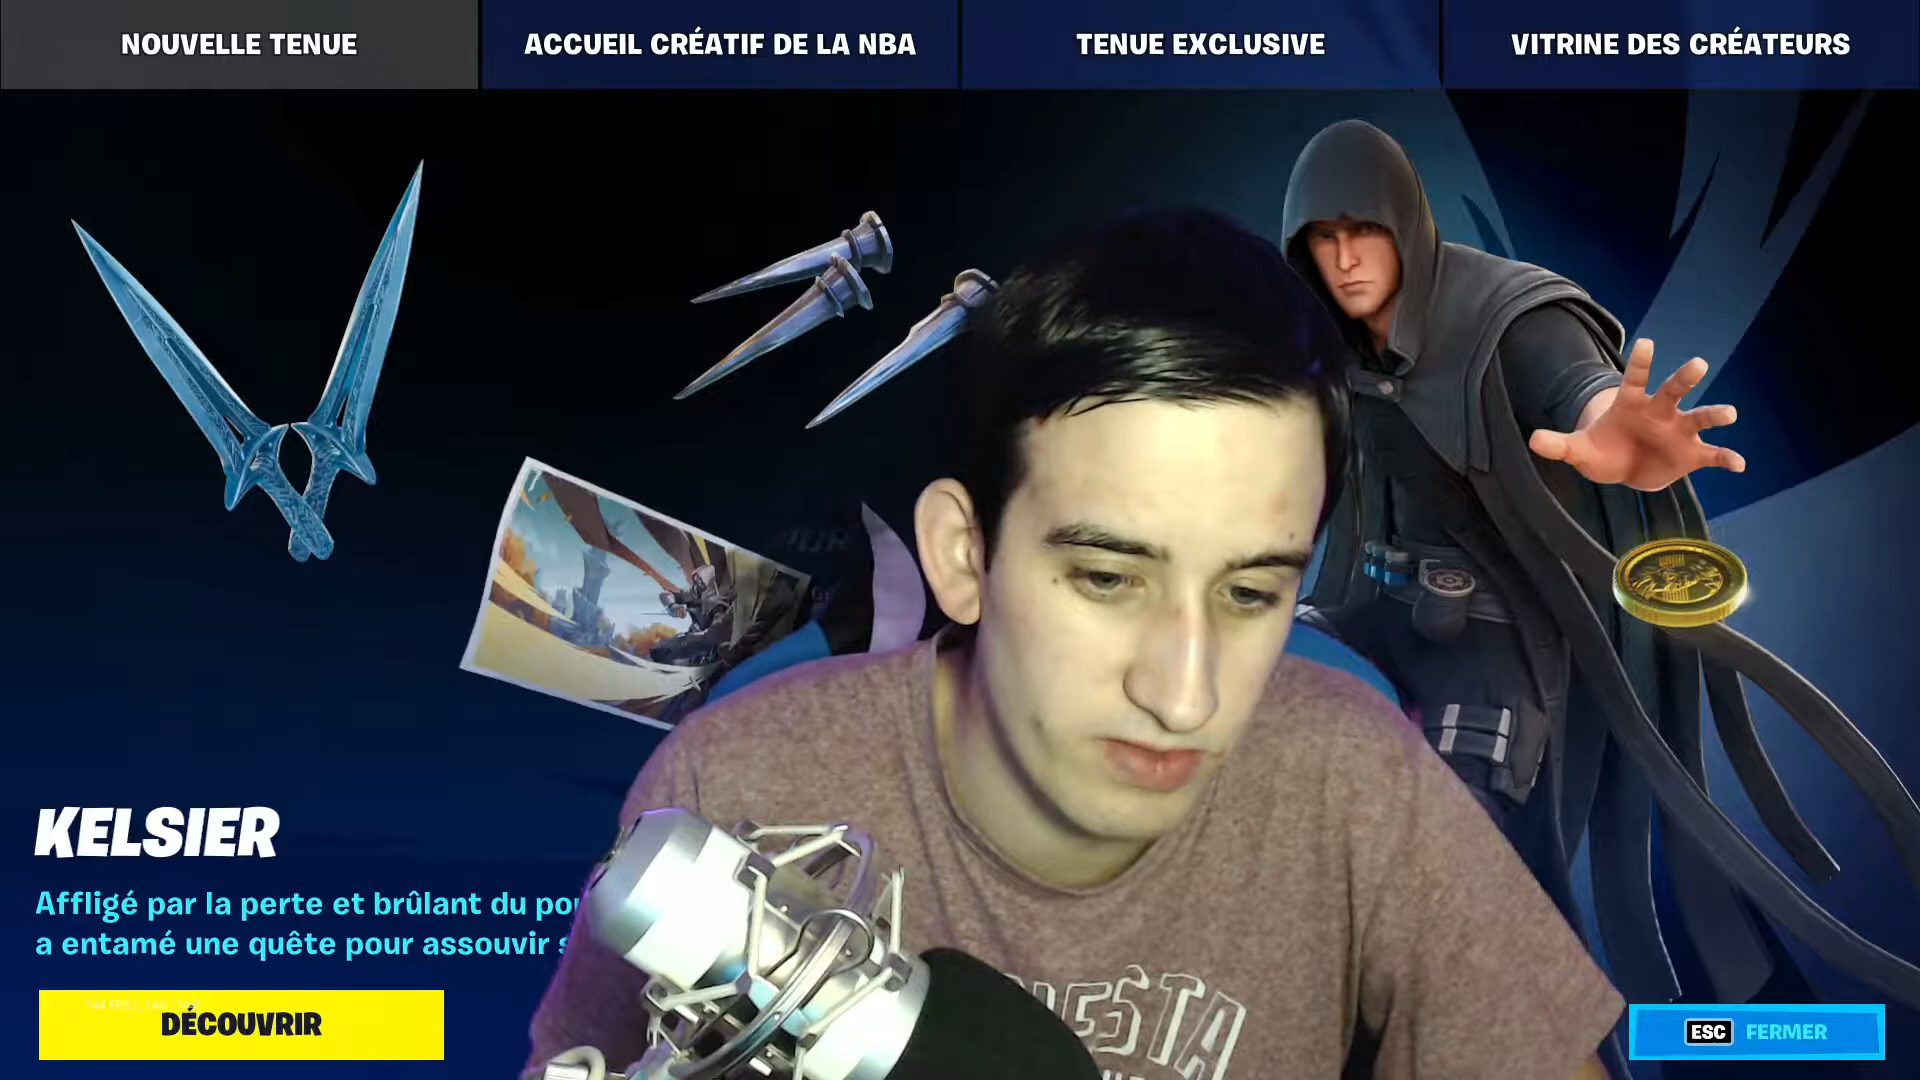 NOUVELLE TENUE
ACCUEIL CRÉATIF DE LA NBA
TENUE EXCLUSIVE
VITRINE DES CRÉATEURS
KELSIER
Affligé par la perte et brûlant du
a entamé une quête pour assouvir
DÉCOUVRIR
ESC FERMER